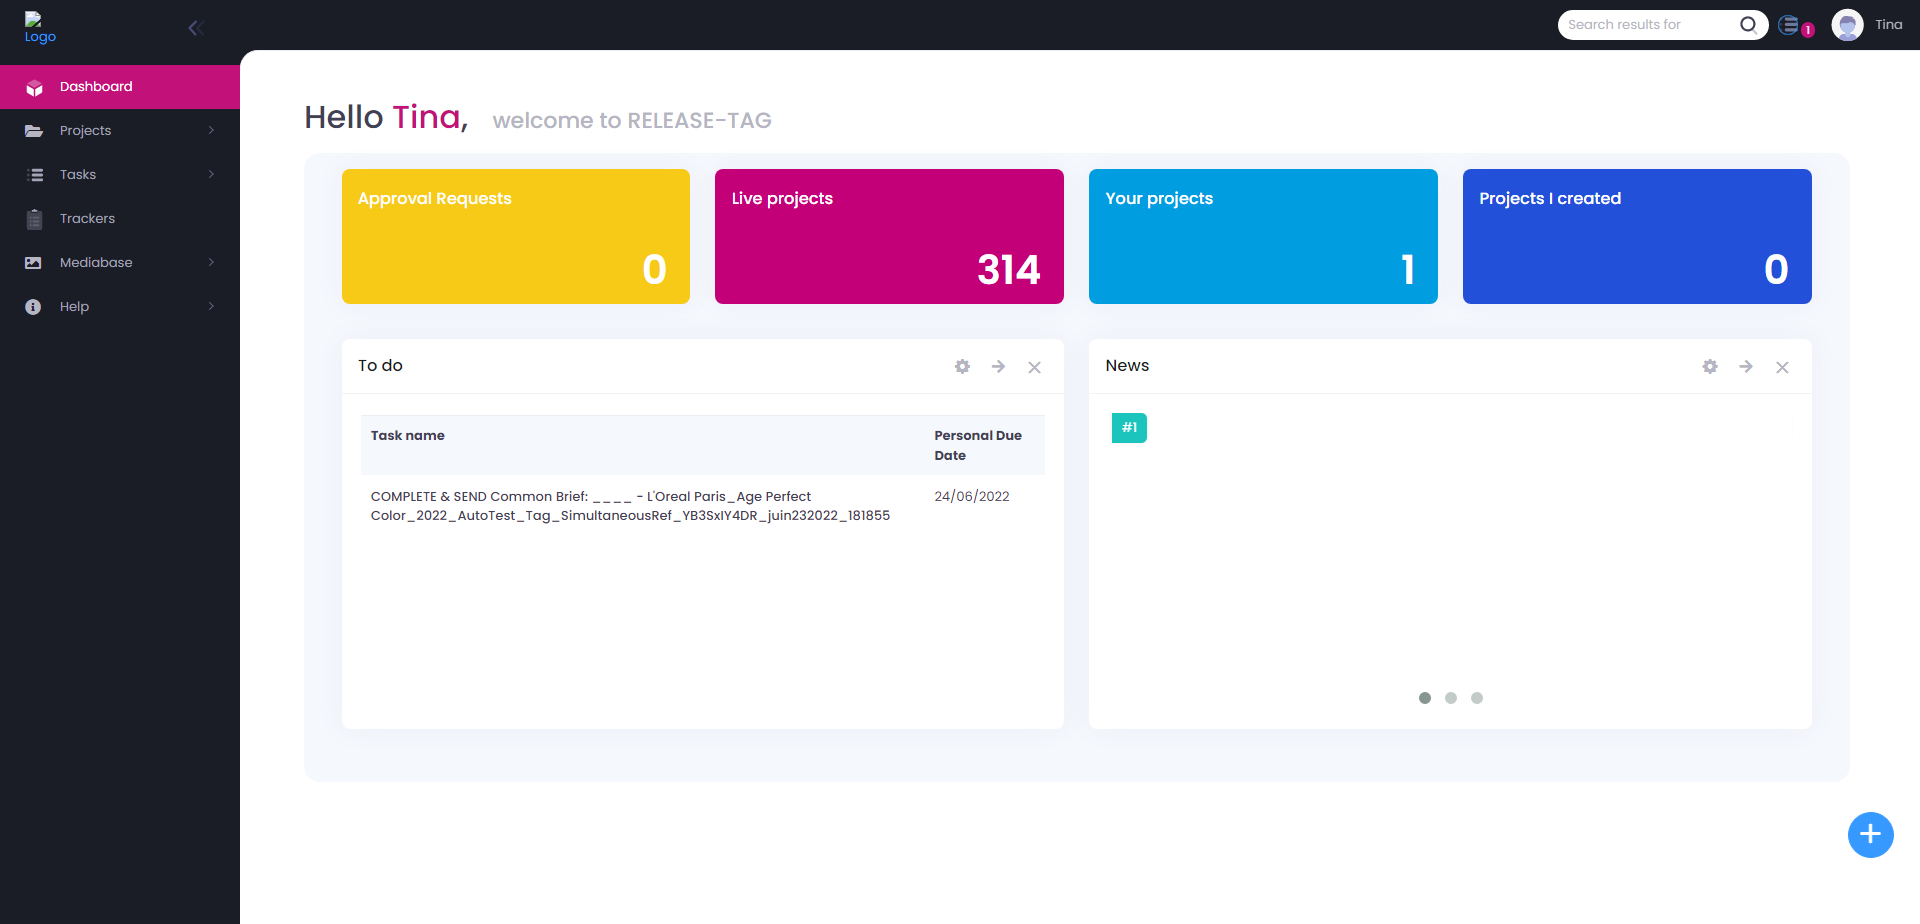 Logo
Search results for
1
Tina
Dashboard
Projects
Tasks
Trackers
Mediabase
Help
Hello Tina, welcome to RELEASE-TAG
Approval Requests
0
Live projects
314
Your projects
1
Projects I created
0
To do
Task name
Personal Due
Date
COMPLETE & SEND Common Brief: ____ - L'Oreal Paris_Age Perfect
Color_2022_AutoTest_Tag_SimultaneousRef_YB3SxIY4DR_juin232022_181855
24/06/2022
News
#1